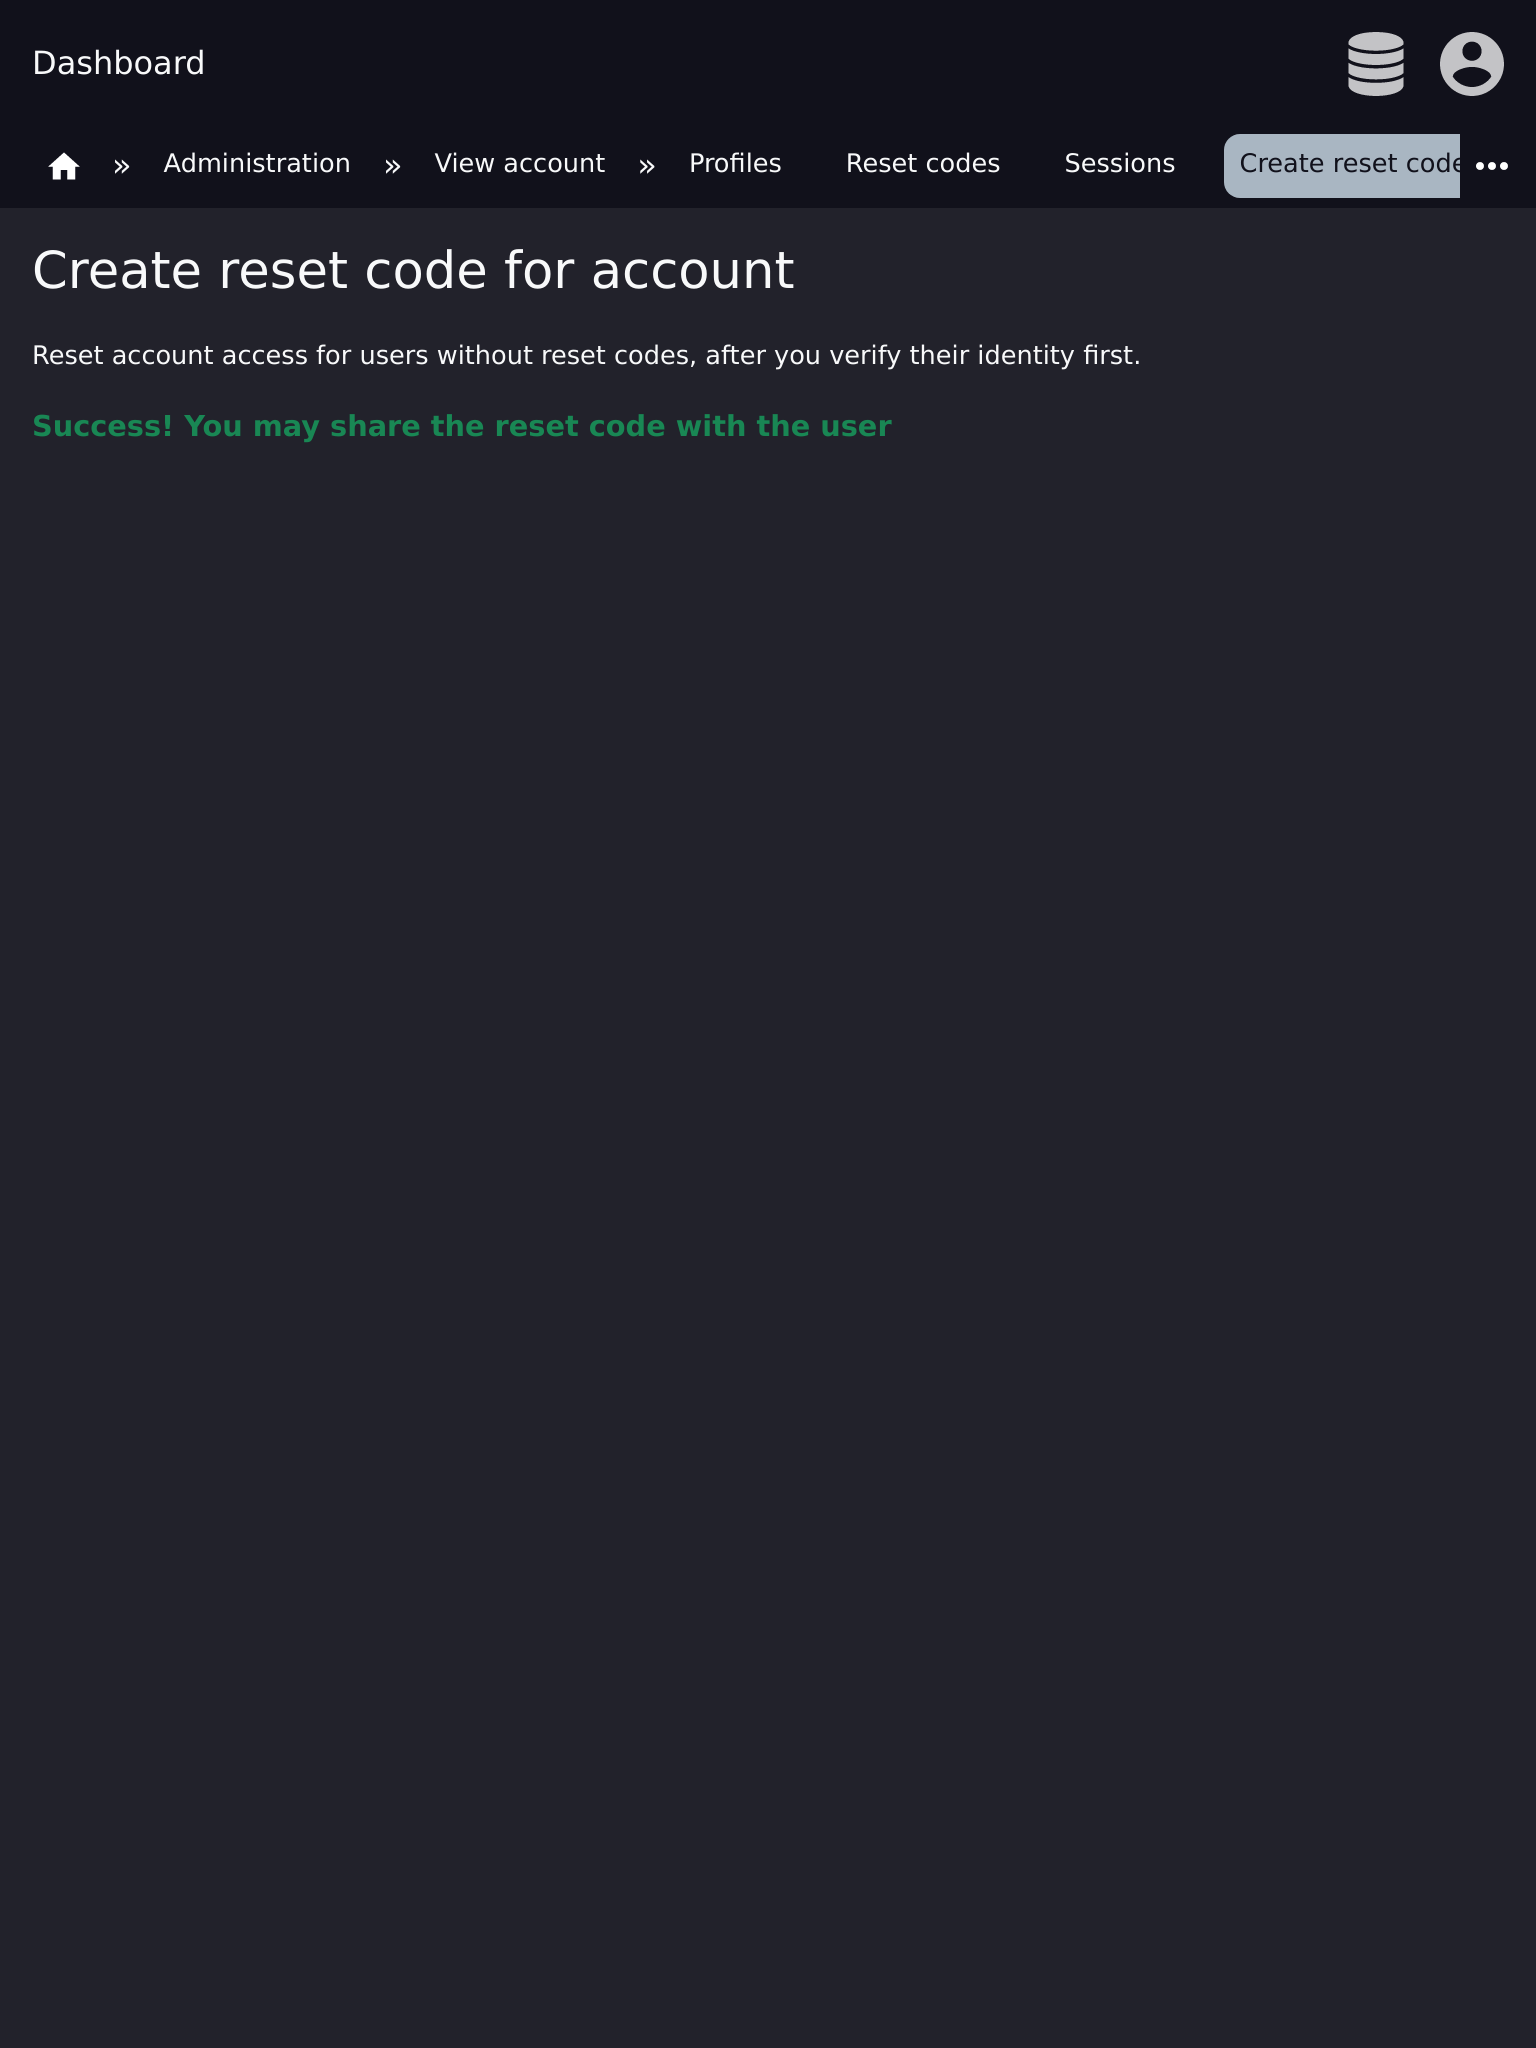 Dashboard
» Administration » View account » Profiles Reset codes Sessions Create reset code
Create reset code for account
Reset account access for users without reset codes, after you verify their identity first.
Success! You may share the reset code with the user